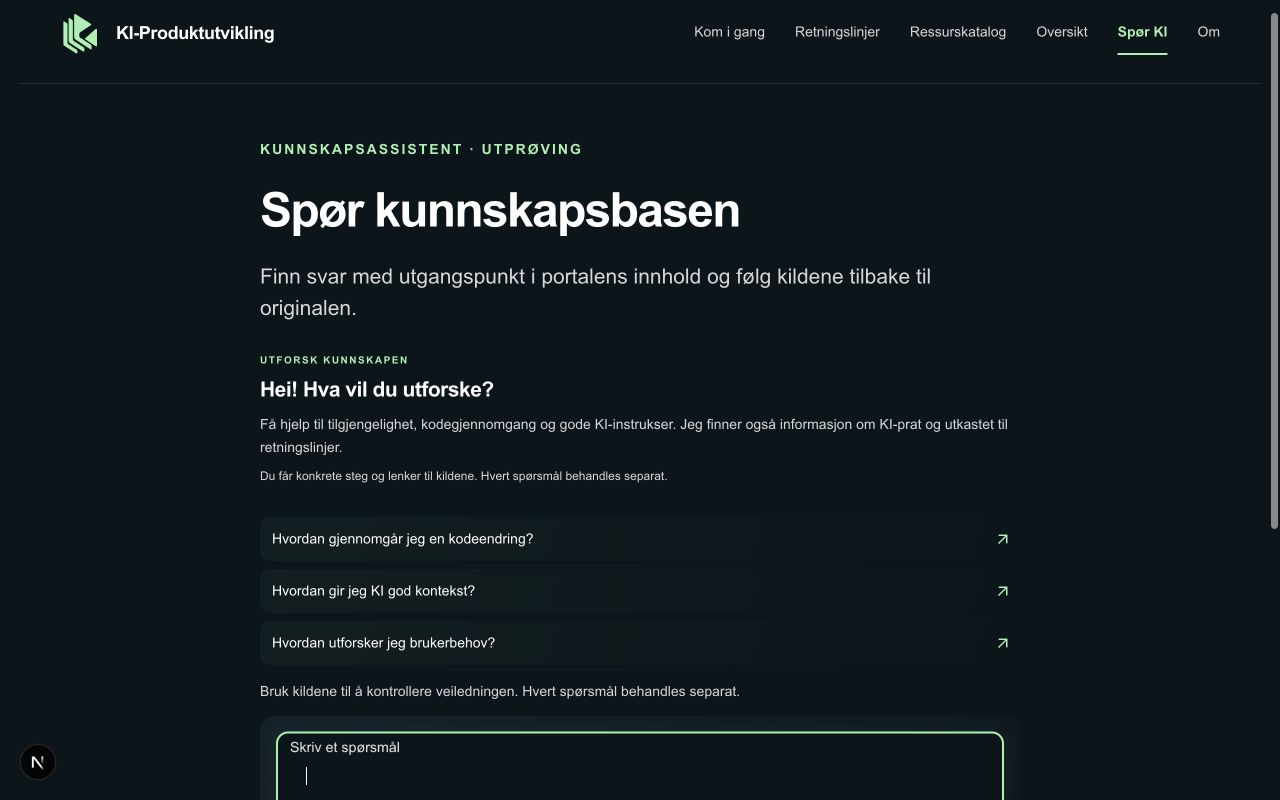 KI-Produktutvikling
Kom i gang
Retningslinjer
Ressurskatalog
Oversikt
Spør KI
Om
KUNNSKAPSASSISTENT · UTPRØVING
Spør kunnskapsbasen
Finn svar med utgangspunkt i portalens innhold og følg kildene tilbake til
originalen.
UTFORSK KUNNSKAPEN
Hei! Hva vil du utforske?
Få hjelp til tilgjengelighet, kodegjennomgang og gode KI-instrukser. Jeg finner også informasjon om KI-prat og utkastet til
retningslinjer.
Du får konkrete steg og lenker til kildene. Hvert spørsmål behandles separat.
Hvordan gjennomgår jeg en kodeendring?
Hvordan gir jeg KI god kontekst?
Hvordan utforsker jeg brukerbehov?
Bruk kildene til å kontrollere veiledningen. Hvert spørsmål behandles separat.
Skriv et spørsmål
N